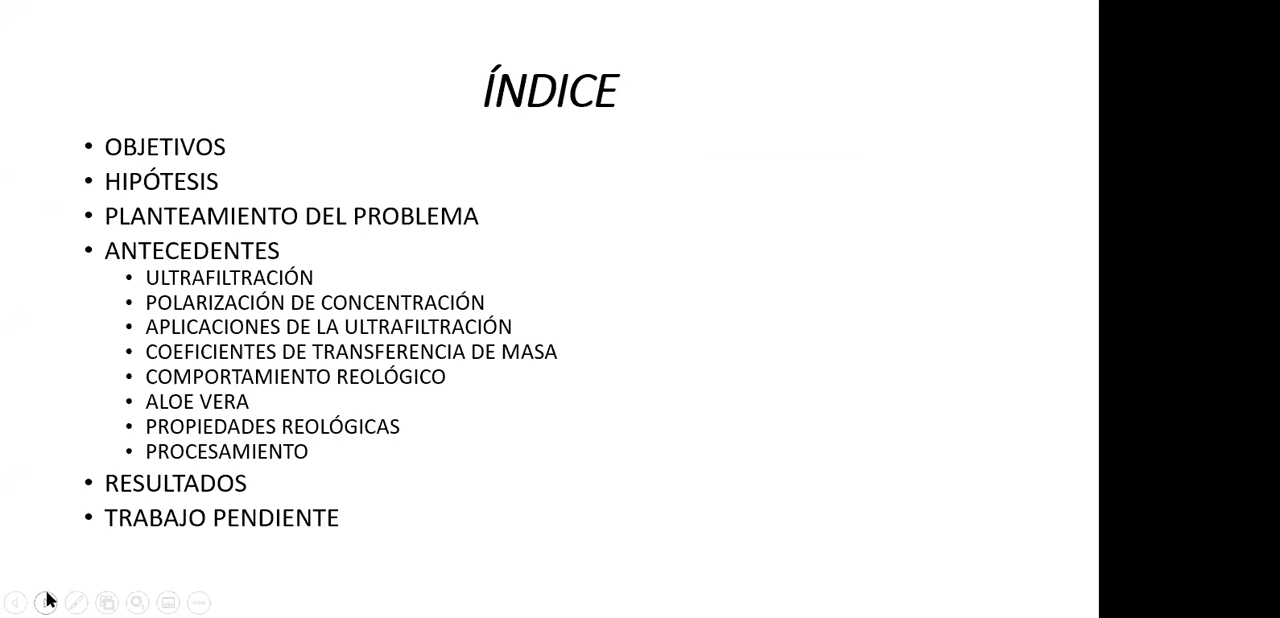 ÍNDICE
• OBJETIVOS
• HIPÓTESIS
• PLANTEAMIENTO DEL PROBLEMA
• ANTECEDENTES
• ULTRAFILTRACIÓN
• POLARIZACIÓN DE CONCENTRACIÓN
• APLICACIONES DE LA ULTRAFILTRACIÓN
• COEFICIENTES DE TRANSFERENCIA DE MASA
• COMPORTAMIENTO REOLÓGICO
• ALOE VERA
• PROPIEDADES REOLÓGICAS
• PROCESAMIENTO
• RESULTADOS
• TRABAJO PENDIENTE